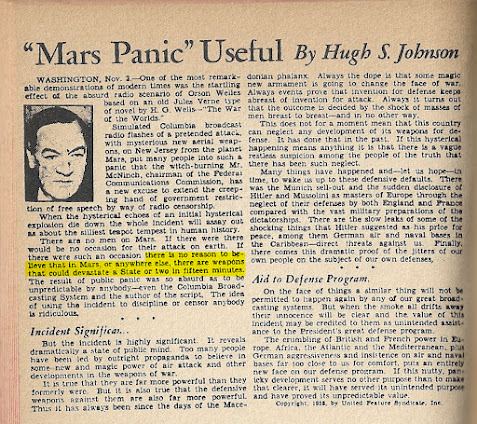 "Mars Panic" Useful By Hugh S. Johnson
WASHINGTON, Nov. 2—One of the most remark-
able demonstrations of modern times was the startling
effect of the absurd radio scenario of Orson Welles
based on an old Jules Verne type
of novel by H. G. Wells—"The War
of the Worlds."
Simulated Columbia broadcast
radio flashes of a pretended attack,
with mysterious new aerial weap-
ons, on New Jersey from the planet
Mars, put many people into such a
panic that the witch-burning Mr.
McNinch, chairman of the Federal
Communications Commission, has
a new excuse to extend the creep-
ing hand of government restric-
tion of free speech by way of radio censorship.
When the hysterical echoes of an initial hysterical
explosion die down the whole incident will assay out
as about the silliest teapot tempest in human history.
There are no men on Mars. If there were there
would be no occasion for their attack on earth. If
there were such an occasion there is no reason to be-
lieve that in Mars, or anywhere else, there are weapons
that could devastate a State or two in fifteen minutes.
The result of public panic was so absurd as to be
unpredictable by anybody—even the Columbia Broad-
casting System and the author of the script. The idea
of using the incident to discipline or censor anybody
is ridiculous.
Incident Significant...
But the incident is highly significant. It reveals
dramatically a state of public mind. Too many people
have been led by outright propaganda to believe in
some new and magic power of air attack and other
developments in the weapons of war.
It is true that they are far more powerful than they
formerly were. But it is also true that the defensive
weapons against them are also far more powerful.
Thus it has always been since the days of the Mace-
donian phalanx. Always the dope is that some magic
new armament is going to change the face of war.
Always events prove that invention for defense keeps
abreast of invention for attack. Always it turns out
that the outcome is decided by the shock of masses of
men breast to breast—and in no other way.
This does not for a moment mean that this country
can neglect any development of its weapons for de-
fense. It has done that in the past. If this hysterical
happening means anything it is that there is a vague
restless suspicion among the people of the truth that
there has been such neglect.
Many things have happened and—let us hope—in
time, to wake us up to these defensive defaults. There
was the Munich sell-out and the sudden disclosure of
Hitler and Mussolini as masters of Europe through the
neglect of their defenses by both England and France
compared with the vast military preparations of the
dictatorships. There are the slow leaks of some of the
shocking things that Hitler suggested as his price for
peace, among them German air and naval bases in
the Caribbean—direct threats against us. Finally,
there comes this dramatic proof of the jitters of our
own people on the subject of our own defenses.
Aid to Defense Program.
On the face of things a similar thing will not be
permitted to happen again by any of our great broad-
casting systems. But when the smoke all drifts away
their innocence will be clear and the value of this
incident may be credited to them as unintended assist-
ance to the President's great defense program.
The crumbling of British and French power in Eu-
rope, Africa, the Atlantic and the Mediterranean, plus
German aggressiveness and insistence on air and naval
bases far too close to us for comfort, puts an entirely
new face on our defense program. If this nutty, pan-
icky development serves no other purpose than to make
that clearer, it will have served its unintended purpose
and have proved its unpredictable value.
Copyright, 1938, by United Feature Syndicate, Inc.